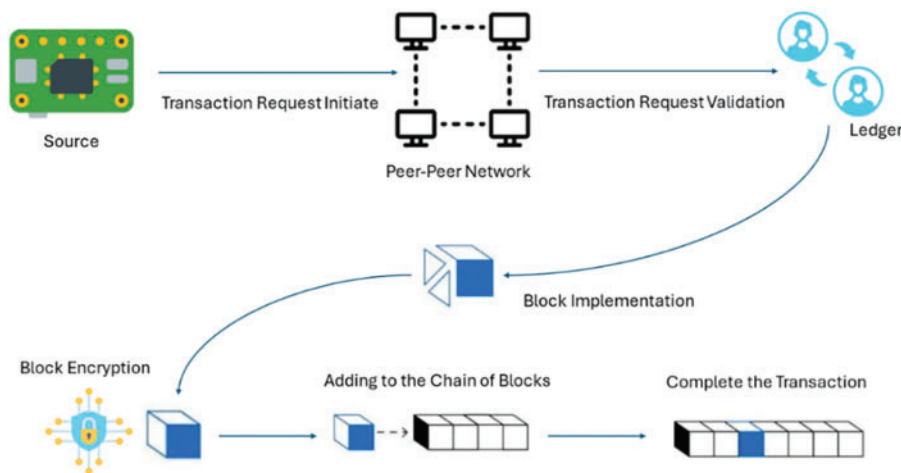 Transaction Request Initiate
Transaction Request Validation
Source
Ledger
Peer-Peer Network
Block Implementation
Block Encryption
Adding to the Chain of Blocks
Complete the Transaction